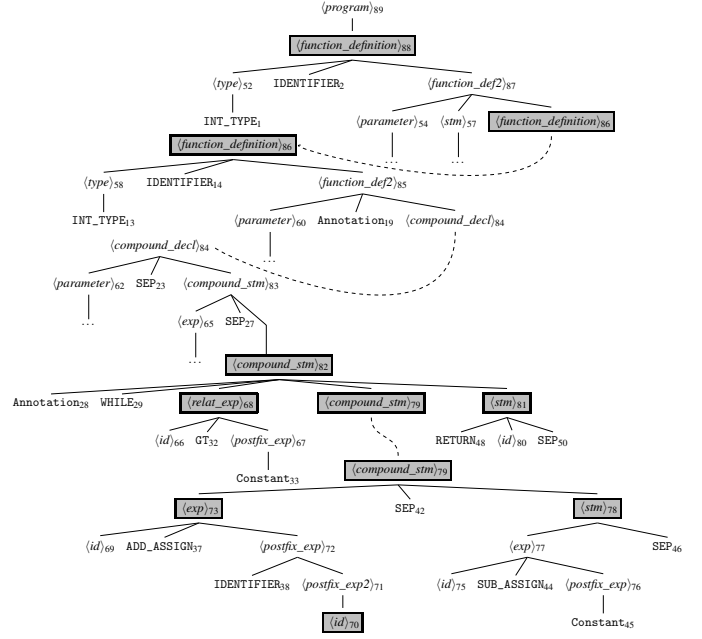 ⟨program⟩89
⟨function_definition⟩88
⟨type⟩52 IDENTIFIER2 ⟨function_def2⟩87
INT_TYPE1 ⟨parameter⟩54 ⟨stm⟩57 ⟨function_definition⟩86
⟨function_definition⟩86 ... ...
⟨type⟩58 IDENTIFIER14 ⟨function_def2⟩85
INT_TYPE13 ⟨parameter⟩60 Annotation19 ⟨compound_decl⟩84
⟨compound_decl⟩84 ...
⟨parameter⟩62 SEP23 ⟨compound_stm⟩83
... ⟨exp⟩65 SEP27
...
⟨compound_stm⟩82
Annotation28 WHILE29 ⟨relat_exp⟩68 ⟨compound_stm⟩79 ⟨stm⟩81
⟨id⟩66 GT32 ⟨postfix_exp⟩67 RETURN48 ⟨id⟩80 SEP50
Constant33 ⟨compound_stm⟩79
⟨exp⟩73 SEP42 ⟨stm⟩78
⟨id⟩69 ADD_ASSIGN37 ⟨postfix_exp⟩72 ⟨exp⟩77 SEP46
IDENTIFIER38 ⟨postfix_exp2⟩71 ⟨id⟩75 SUB_ASSIGN44 ⟨postfix_exp⟩76
⟨id⟩70 Constant45